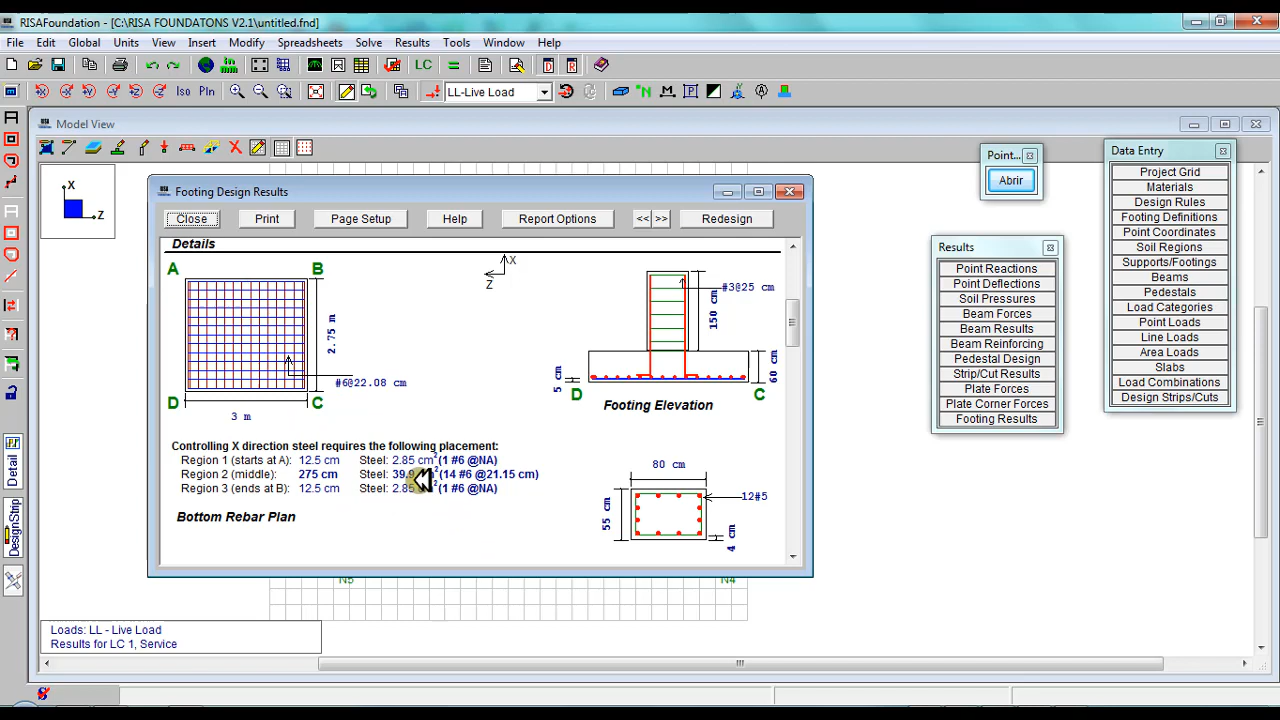 RISAFoundation - [C:\RISA FOUNDATONS V2.1\untitled.fnd]
File Edit Global Units View Insert Modify Spreadsheets Solve Results Tools Window Help
LC
Iso Pln LL-Live Load
Model View
X
Z
Footing Design Results
Close Print Page Setup Help Report Options << >> Redesign
Details
A B
X
Z
2.75 m
#6@22.08 cm
D C
3 m
#3@25 cm
150 cm
60 cm
5 cm
D C
Footing Elevation
Controlling X direction steel requires the following placement:
Region 1 (starts at A): 12.5 cm Steel: 2.85 cm² (1 #6 @NA)
Region 2 (middle): 275 cm Steel: (14 #6 @21.15 cm)
Region 3 (ends at B): 12.5 cm Steel: 2.85 (1 #6 @NA)
Bottom Rebar Plan
80 cm
12#5
55 cm
4 cm
N5 N4
Loads: LL - Live Load
Results for LC 1, Service
Point...
Abrir
Results
Point Reactions
Point Deflections
Soil Pressures
Beam Forces
Beam Results
Beam Reinforcing
Pedestal Design
Strip/Cut Results
Plate Forces
Plate Corner Forces
Footing Results
Data Entry
Project Grid
Materials
Design Rules
Footing Definitions
Point Coordinates
Soil Regions
Supports/Footings
Beams
Pedestals
Load Categories
Point Loads
Line Loads
Area Loads
Slabs
Load Combinations
Design Strips/Cuts
Detail
DesignStrip